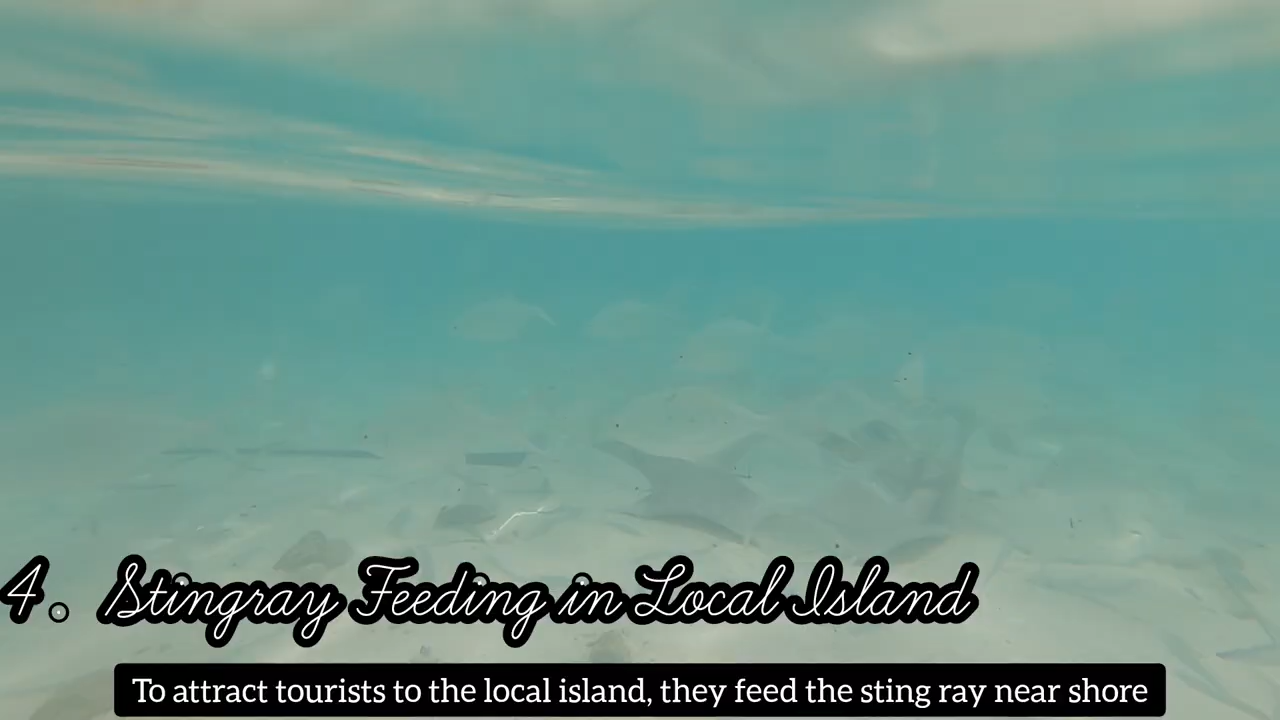 4. Stingray Feeding in Local Island
To attract tourists to the local island, they feed the sting ray near shore